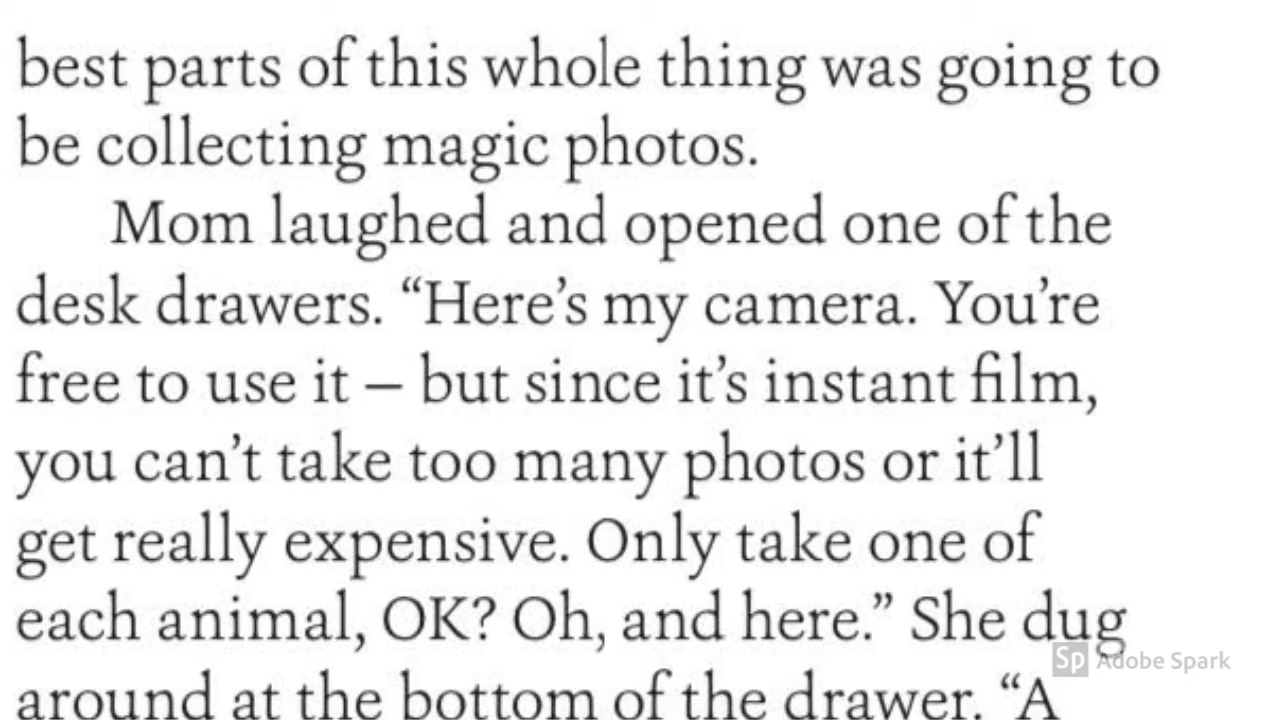 best parts of this whole thing was going to
be collecting magic photos.
Mom laughed and opened one of the
desk drawers. “Here’s my camera. You’re
free to use it – but since it’s instant film,
you can’t take too many photos or it’ll
get really expensive. Only take one of
each animal, OK? Oh, and here.” She dug
Sp Adobe Spark
around at the bottom of the drawer. “A